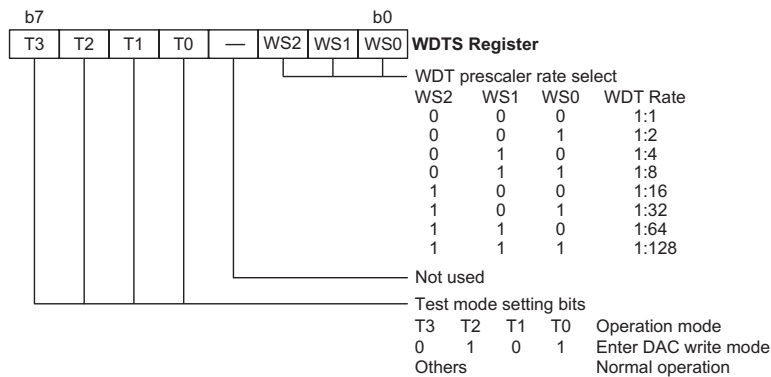 b7 b0
T3 T2 T1 T0 — WS2 WS1 WS0 WDTS Register
WDT prescaler rate select
WS2 WS1 WS0 WDT Rate
0 0 0 1:1
0 0 1 1:2
0 1 0 1:4
0 1 1 1:8
1 0 0 1:16
1 0 1 1:32
1 1 0 1:64
1 1 1 1:128
Not used
Test mode setting bits
T3 T2 T1 T0 Operation mode
0 1 0 1 Enter DAC write mode
Others Normal operation